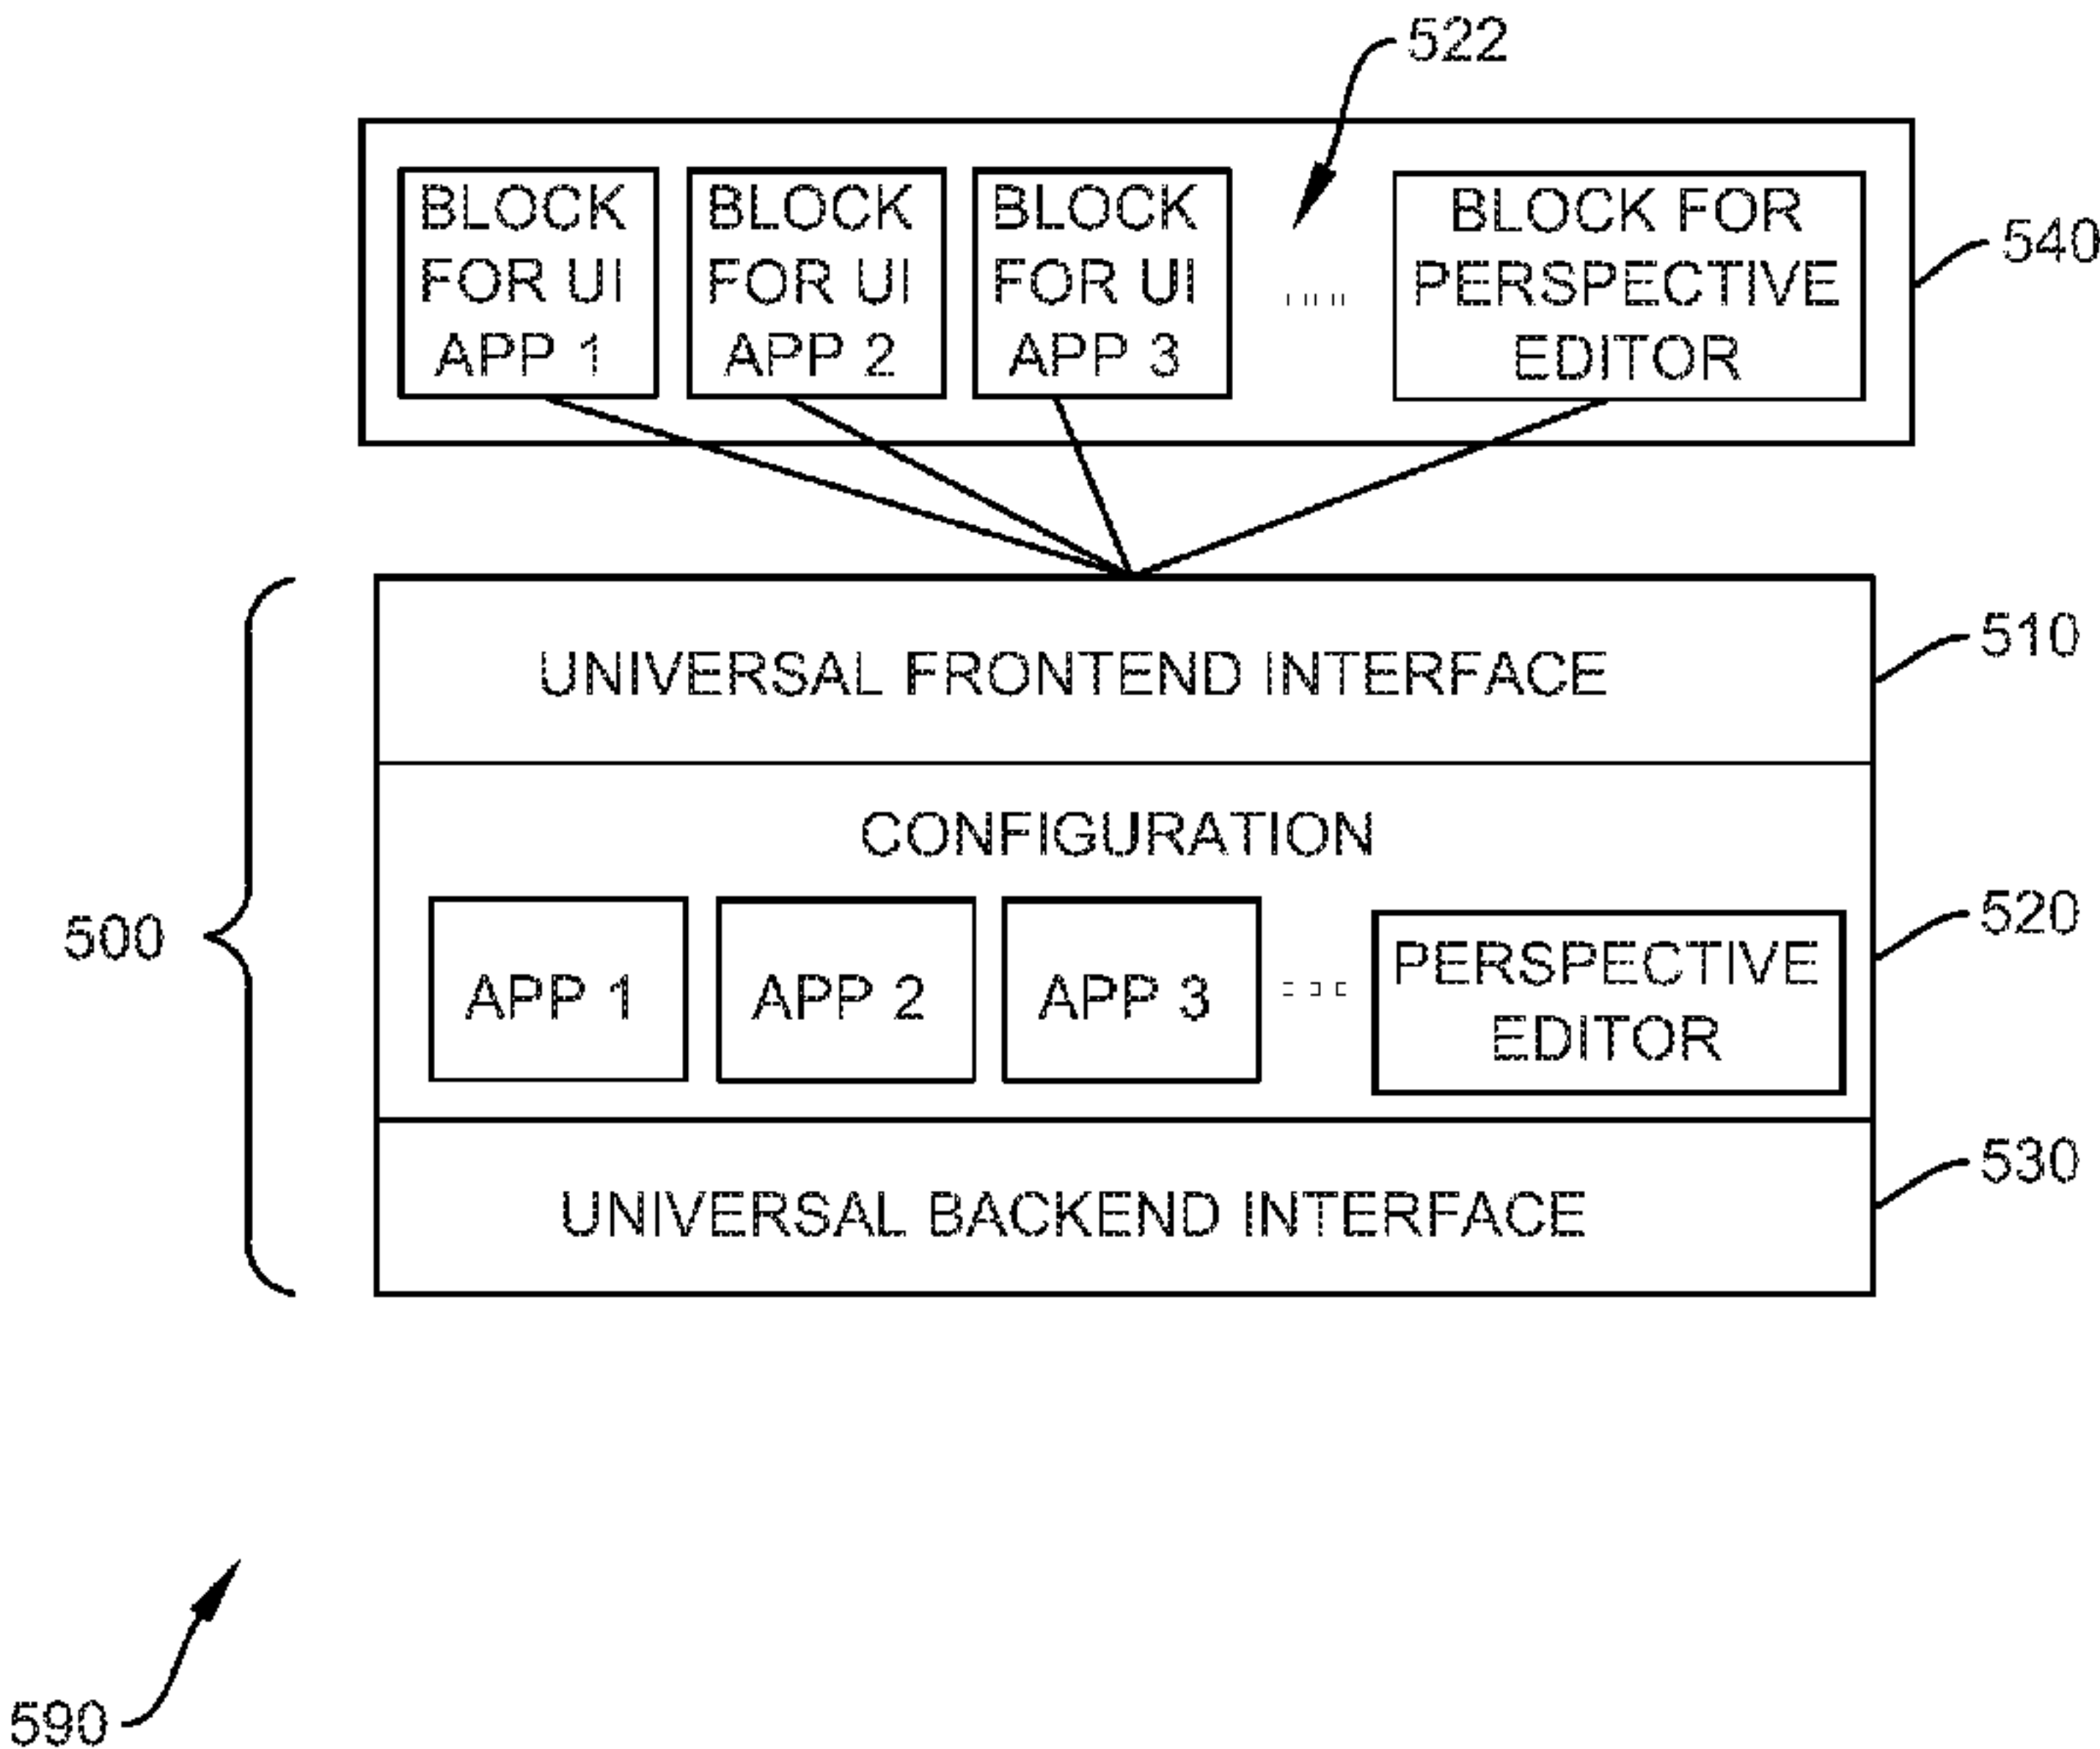 522
BLOCK
FOR UI
APP 1
BLOCK
FOR UI
APP 2
BLOCK
FOR UI
APP 3
BLOCK FOR
PERSPECTIVE
EDITOR
540
UNIVERSAL FRONTEND INTERFACE
510
500
CONFIGURATION
APP 1
APP 2
APP 3
PERSPECTIVE
EDITOR
520
UNIVERSAL BACKEND INTERFACE
530
590